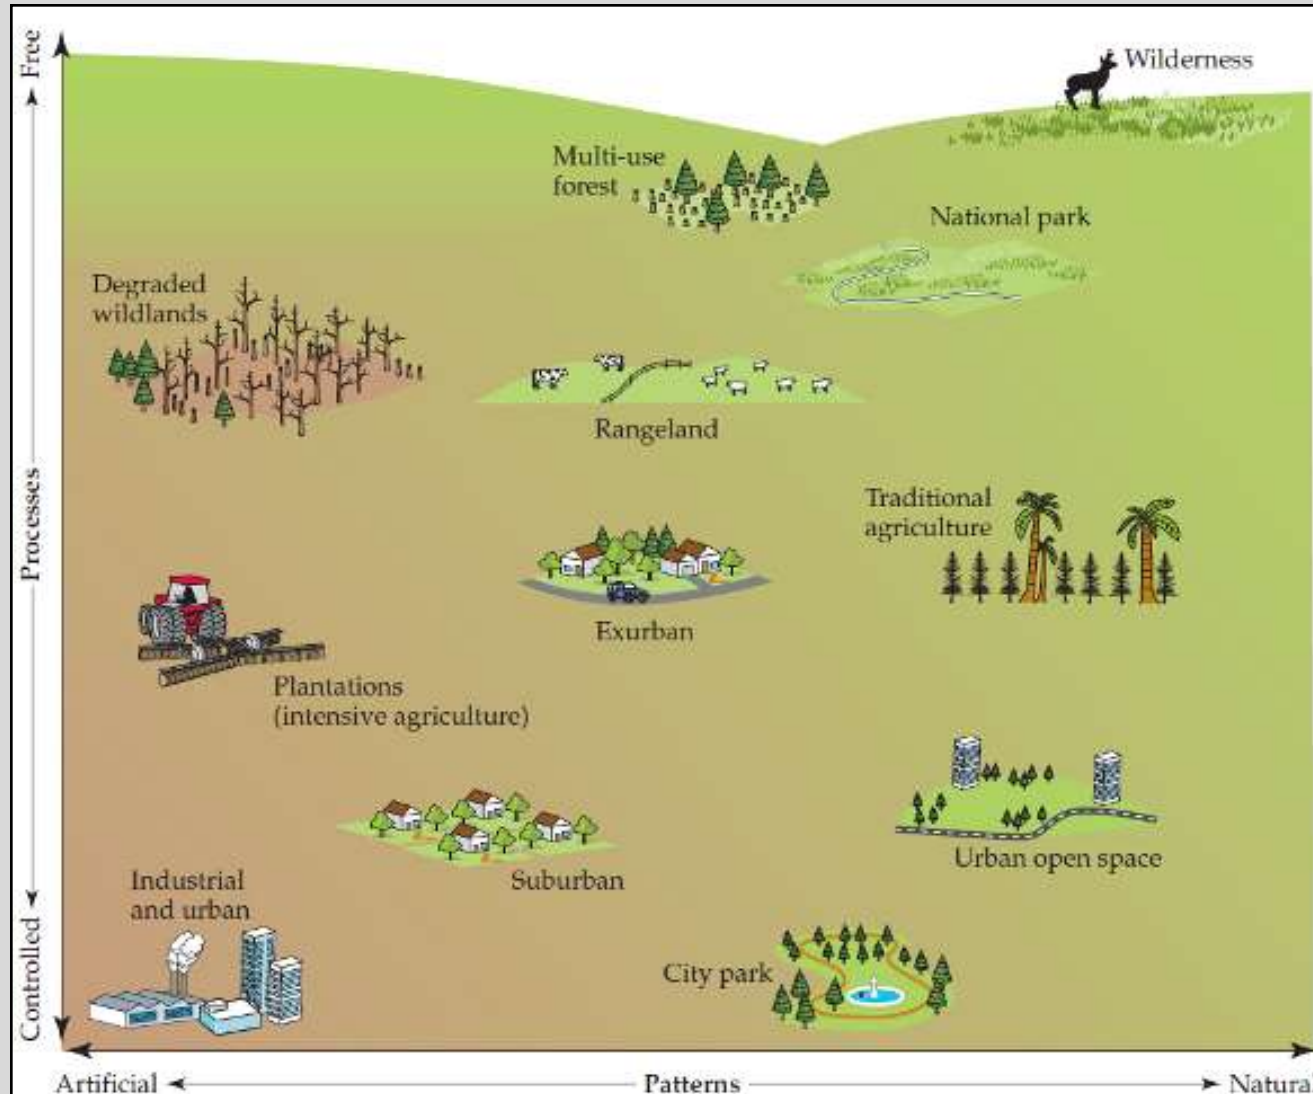 Free
Wilderness
Multi-use
forest
National park
Degraded
wildlands
Rangeland
Processes
Traditional
agriculture
Exurban
Plantations
(intensive agriculture)
Urban open space
Suburban
Industrial
and urban
City park
Controlled
Artificial
Patterns
Natural